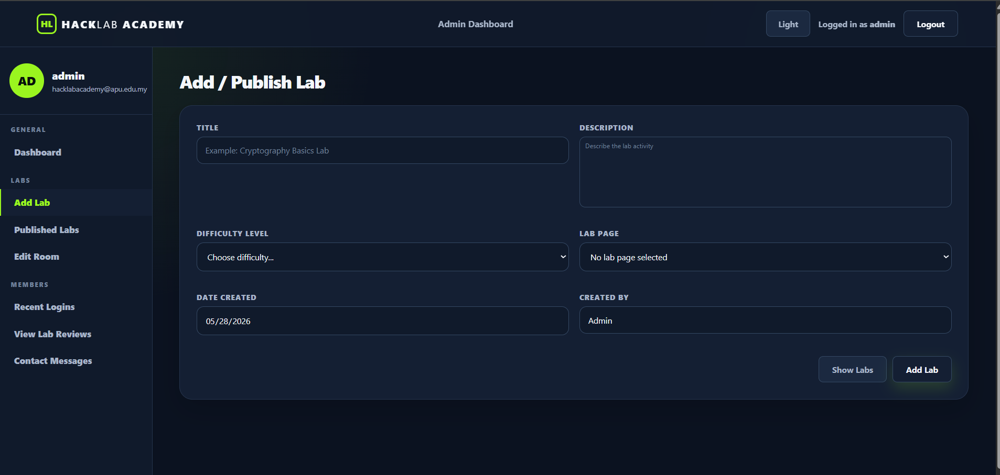 HL HACKLAB ACADEMY
Admin Dashboard
Light
Logged in as admin
Logout
AD
admin
hacklabacademy@apu.edu.my
GENERAL
Dashboard
LABS
Add Lab
Published Labs
Edit Room
MEMBERS
Recent Logins
View Lab Reviews
Contact Messages
Add / Publish Lab
TITLE
Example: Cryptography Basics Lab
DESCRIPTION
Describe the lab activity
DIFFICULTY LEVEL
Choose difficulty...
LAB PAGE
No lab page selected
DATE CREATED
05/28/2026
CREATED BY
Admin
Show Labs
Add Lab